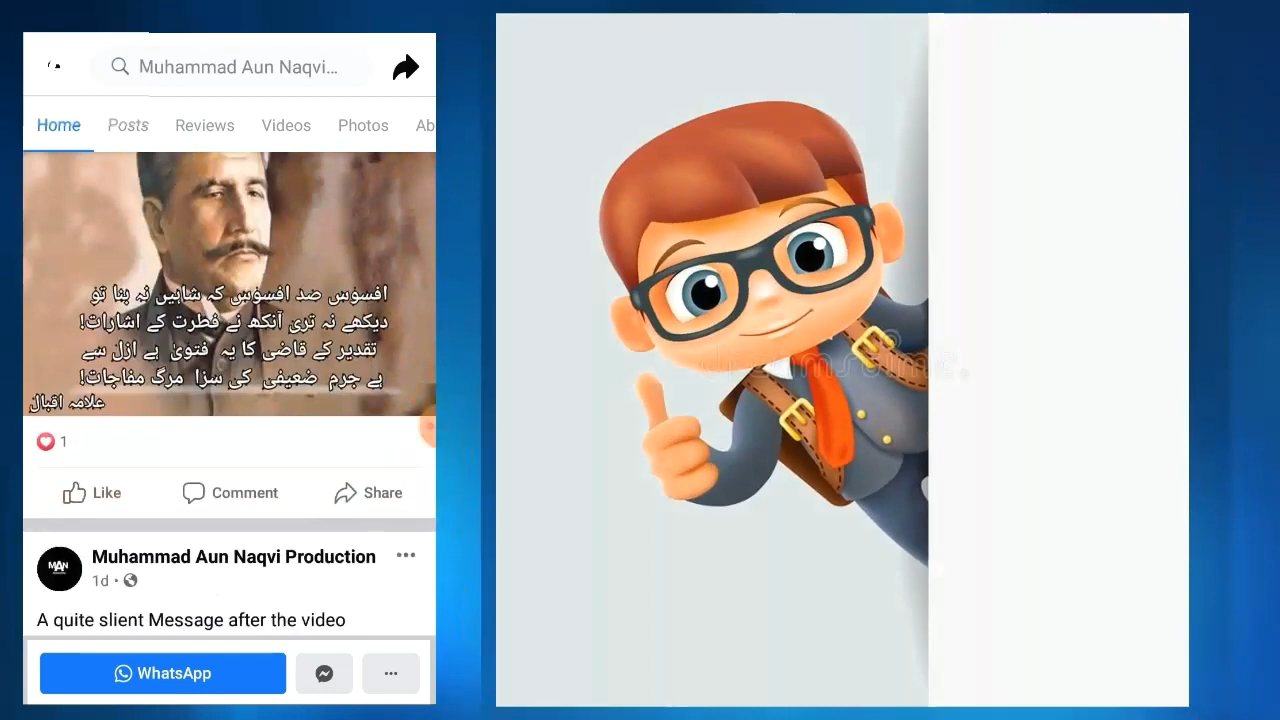 Muhammad Aun Naqvi...
Home Posts Reviews Videos Photos Ab
افسوس صد افسوس کہ شاہیں نہ بنا تو
دیکھے نہ تری آنکھ نے فطرت کے اشارات!
تقدیر کے قاضی کا یہ فتویٰ ہے ازل سے
ہے جرم ضعیفی کی سزا مرگ مفاجات!
علامہ اقبال
1
Like Comment Share
MAN
Muhammad Aun Naqvi Production
1d
A quite slient Message after the video
WhatsApp
dreamstime.